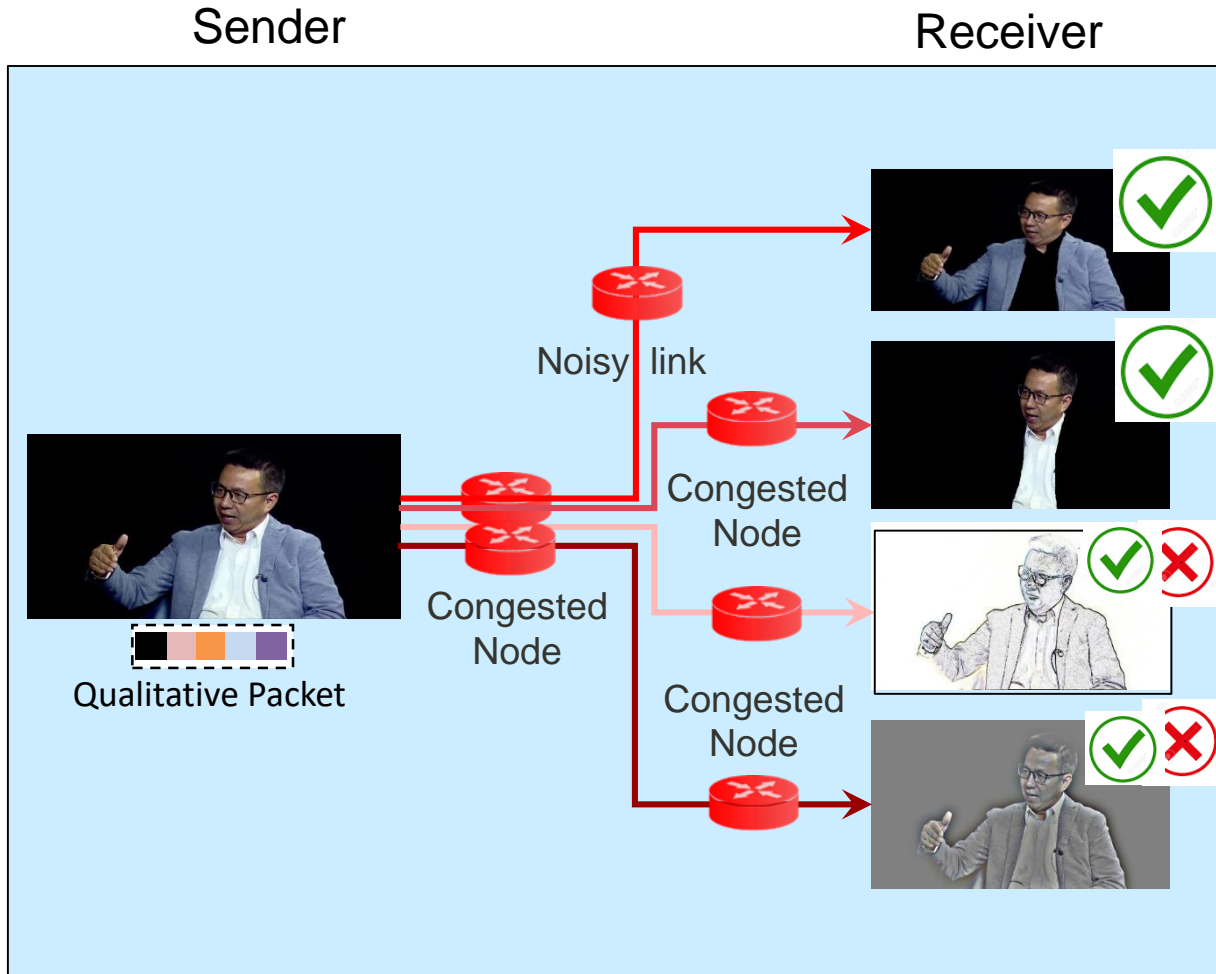 Sender
Receiver
Noisy link
Congested
Node
Congested
Node
Congested
Node
Qualitative Packet